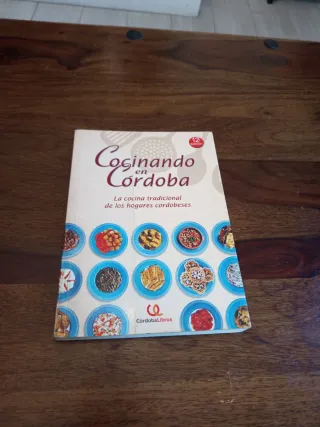 Cocinando
en
Córdoba
La cocina tradicional
de los hogares cordobeses
CórdobaLibros